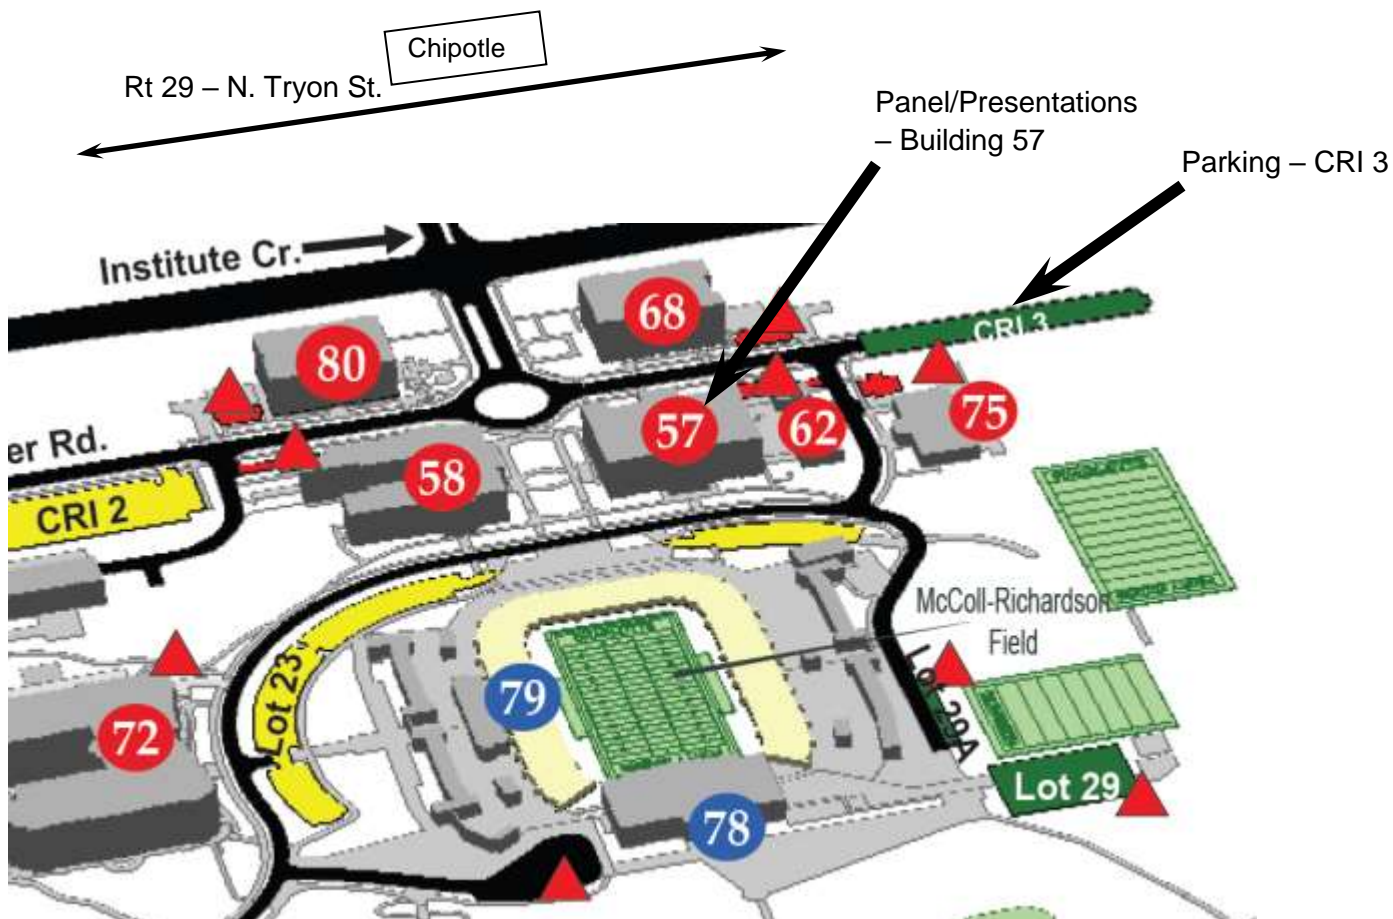 Chipotle
Rt 29 – N. Tryon St.
Panel/Presentations
– Building 57
Parking – CRI 3
Institute Cr.
68
CRI 3
80
er Rd.
57
62
75
58
CRI 2
McColl-Richardson
Field
Lot 23
79
Lot 29A
72
Lot 29
78